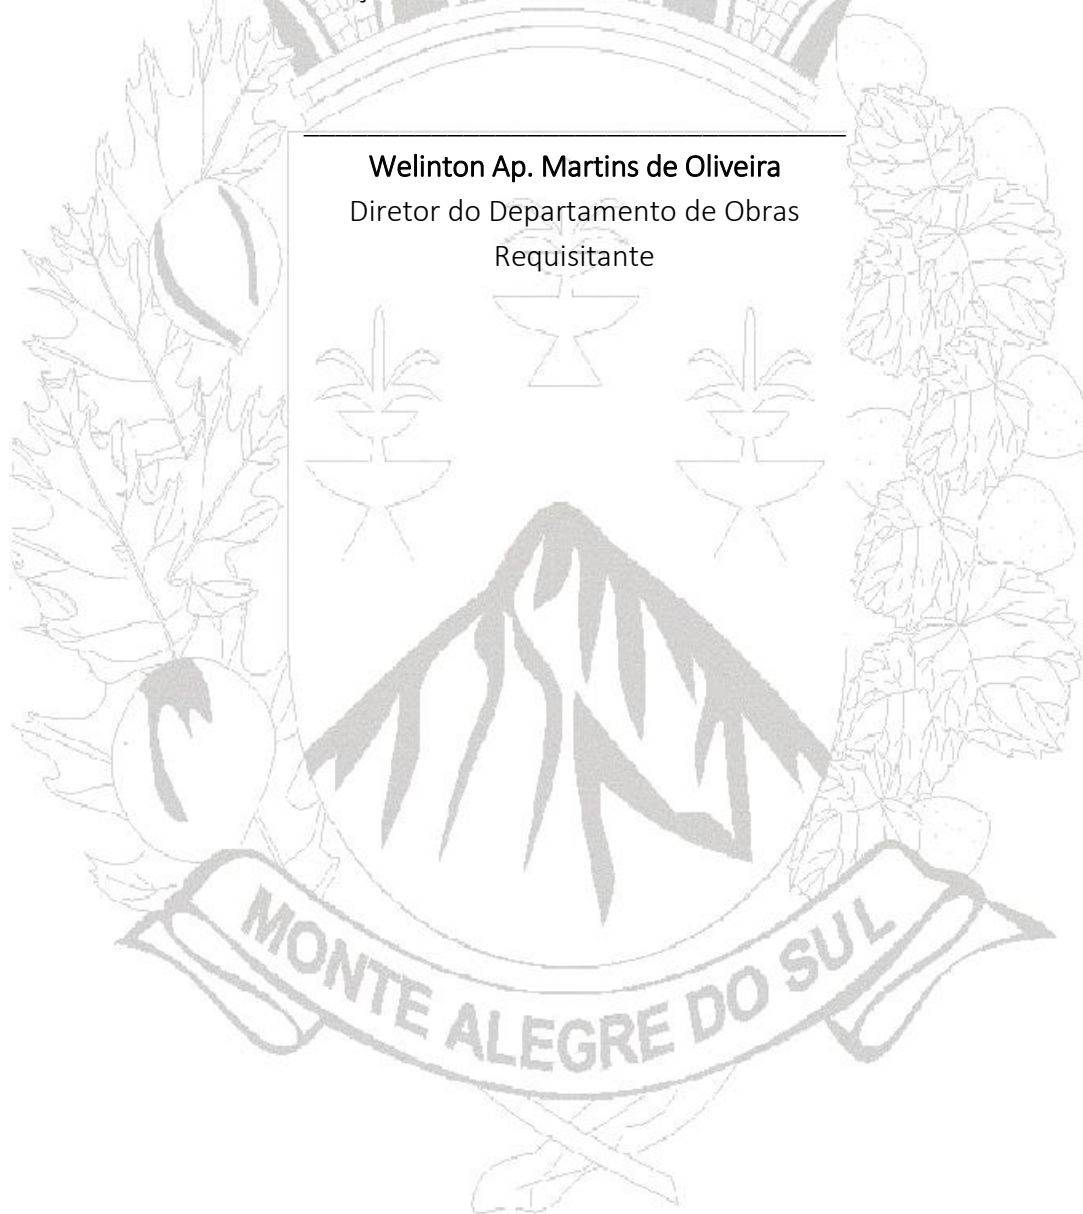 Welinton Ap. Martins de Oliveira
Diretor do Departamento de Obras
Requisitante
MONTE ALEGRE DO SUL